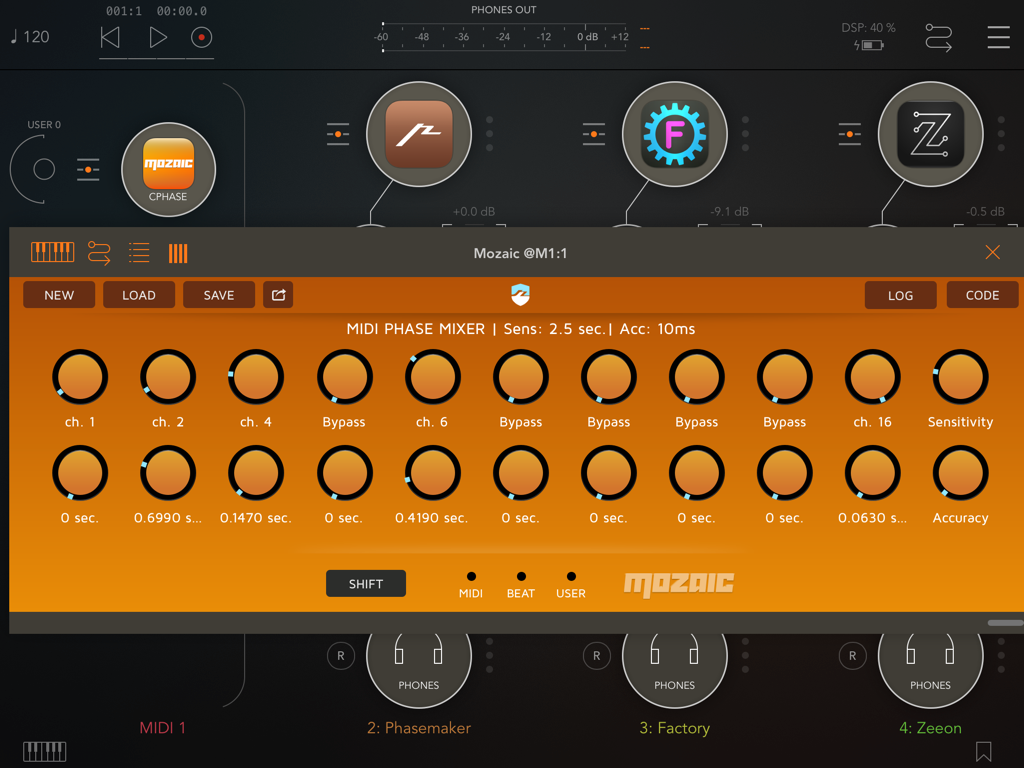 001:1 00:00.0
PHONES OUT
120
-60 -48 -36 -24 -12 0 dB +12
DSP: 40 %
USER 0
mozaic
CPHASE
F
Z
+0.0 dB
-9.1 dB
-0.5 dB
Mozaic @M1:1
NEW LOAD SAVE LOG CODE
MIDI PHASE MIXER | Sens: 2.5 sec.| Acc: 10ms
ch. 1 ch. 2 ch. 4 Bypass ch. 6 Bypass Bypass Bypass Bypass ch. 16 Sensitivity
0 sec. 0.6990 s... 0.1470 sec. 0 sec. 0.4190 sec. 0 sec. 0 sec. 0 sec. 0 sec. 0.0630 s... Accuracy
SHIFT
MIDI BEAT USER
mozaic
R PHONES R PHONES R PHONES
MIDI 1 2: Phasemaker 3: Factory 4: Zeeon